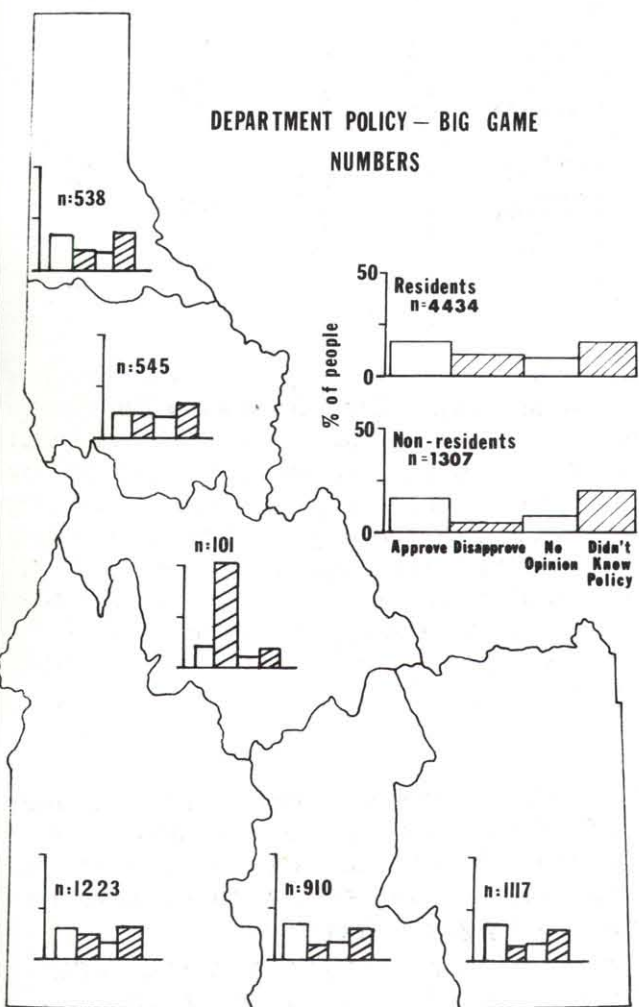 DEPARTMENT POLICY – BIG GAME
NUMBERS
n:538
50
Residents
n=4434
0
% of people
n:545
50
Non-residents
n=1307
0
Approve Disapprove No Opinion Didn't Know Policy
n:101
n:1223
n:910
n:1117